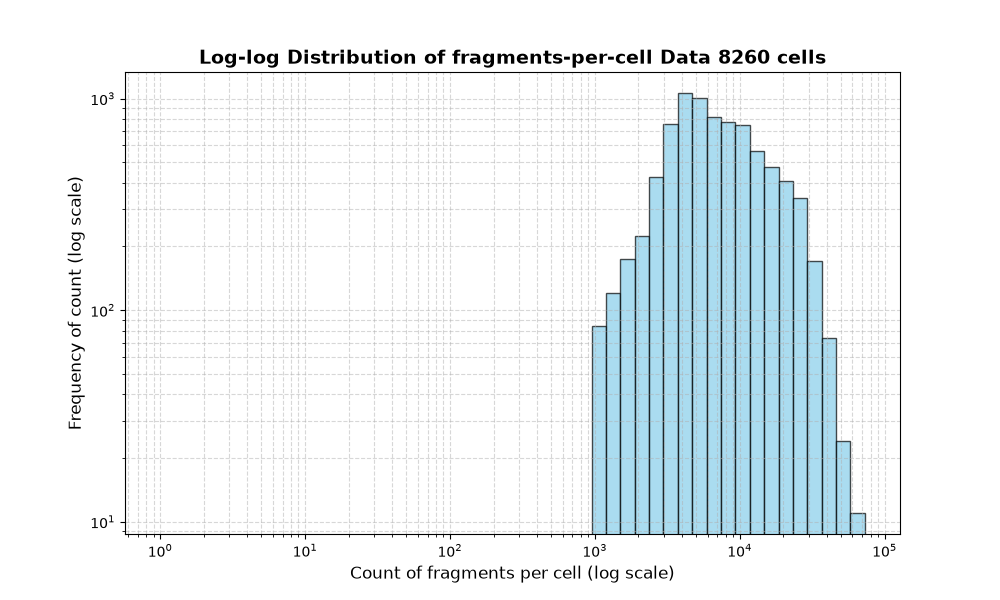 Log-log Distribution of fragments-per-cell Data 8260 cells
Frequency of count (log scale)
10³
10²
10¹
10⁰ 10¹ 10² 10³ 10⁴ 10⁵
Count of fragments per cell (log scale)